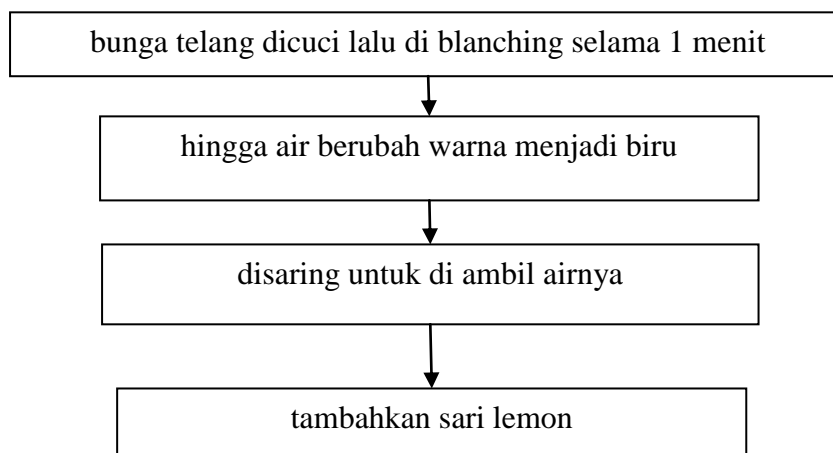 bunga telang dicuci lalu di blanching selama 1 menit
hingga air berubah warna menjadi biru
disaring untuk di ambil airnya
tambahkan sari lemon